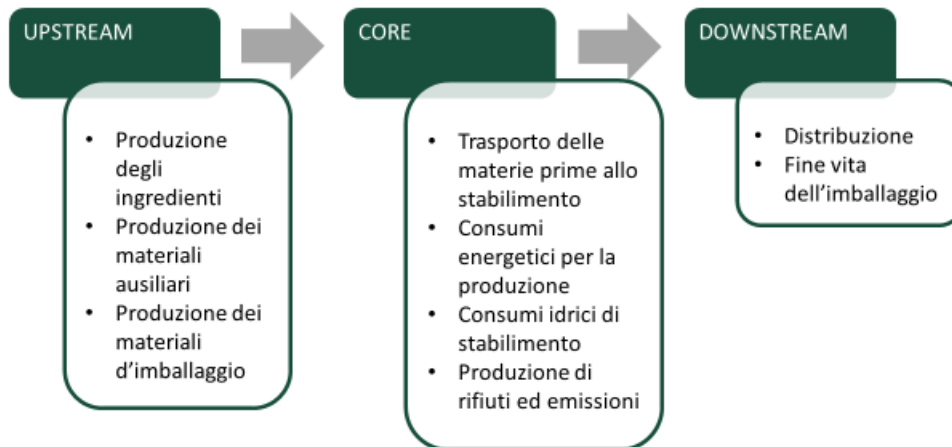 UPSTREAM
• Produzione
degli
ingredienti
• Produzione dei
materiali
ausiliari
• Produzione dei
materiali
d’imballaggio
CORE
• Trasporto delle
materie prime allo
stabilimento
• Consumi
energetici per la
produzione
• Consumi idrici di
stabilimento
• Produzione di
rifiuti ed emissioni
DOWNSTREAM
• Distribuzione
• Fine vita
dell’imballaggio